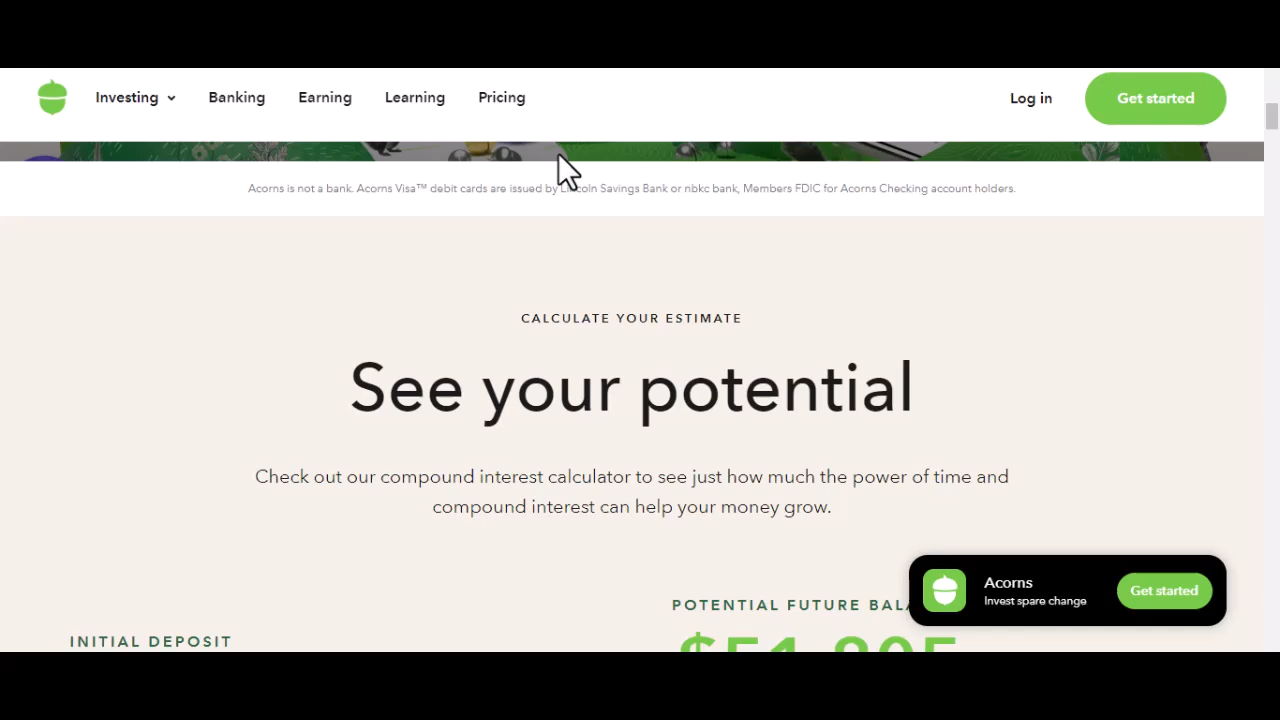 Investing
Banking
Earning
Learning
Pricing
Log in
Get started
Acorns is not a bank. Acorns Visa™ debit cards are issued by Lincoln Savings Bank or nbkc bank, Members FDIC for Acorns Checking account holders.
CALCULATE YOUR ESTIMATE
See your potential
Check out our compound interest calculator to see just how much the power of time and
compound interest can help your money grow.
Acorns
Invest spare change
Get started
POTENTIAL FUTURE
INITIAL DEPOSIT